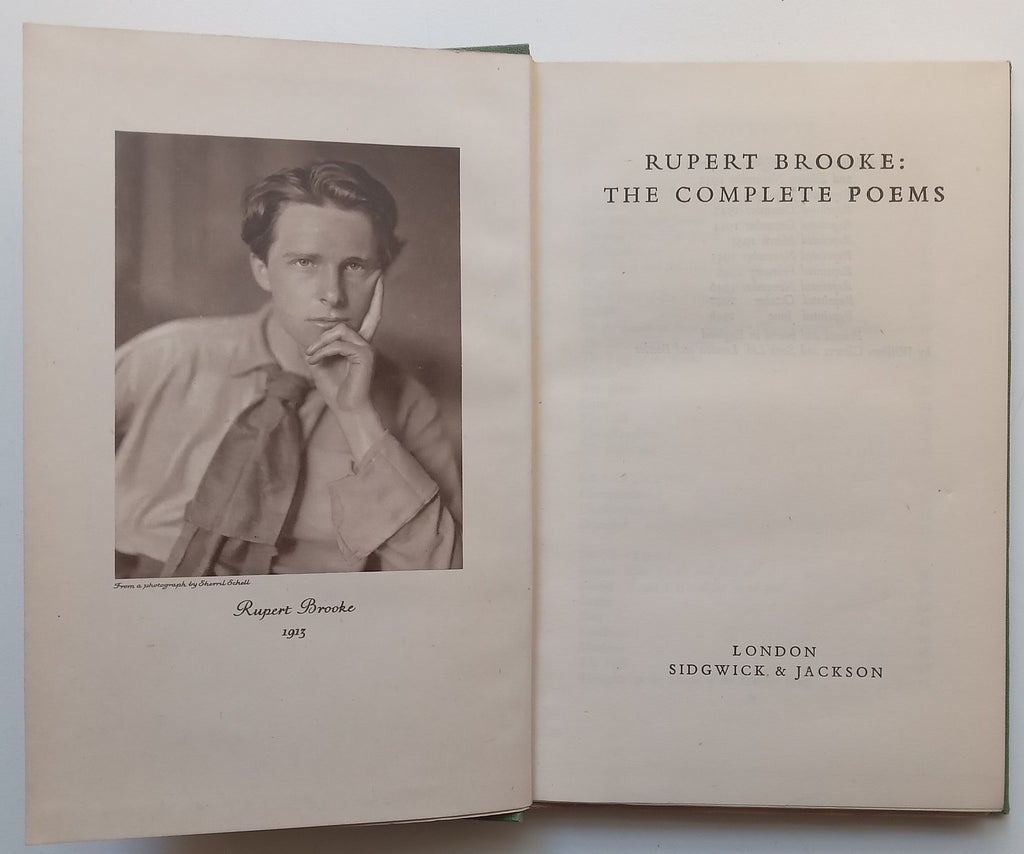 From a photograph by Sherril Schell
Rupert Brooke
1913
RUPERT BROOKE:
THE COMPLETE POEMS
LONDON
SIDGWICK & JACKSON